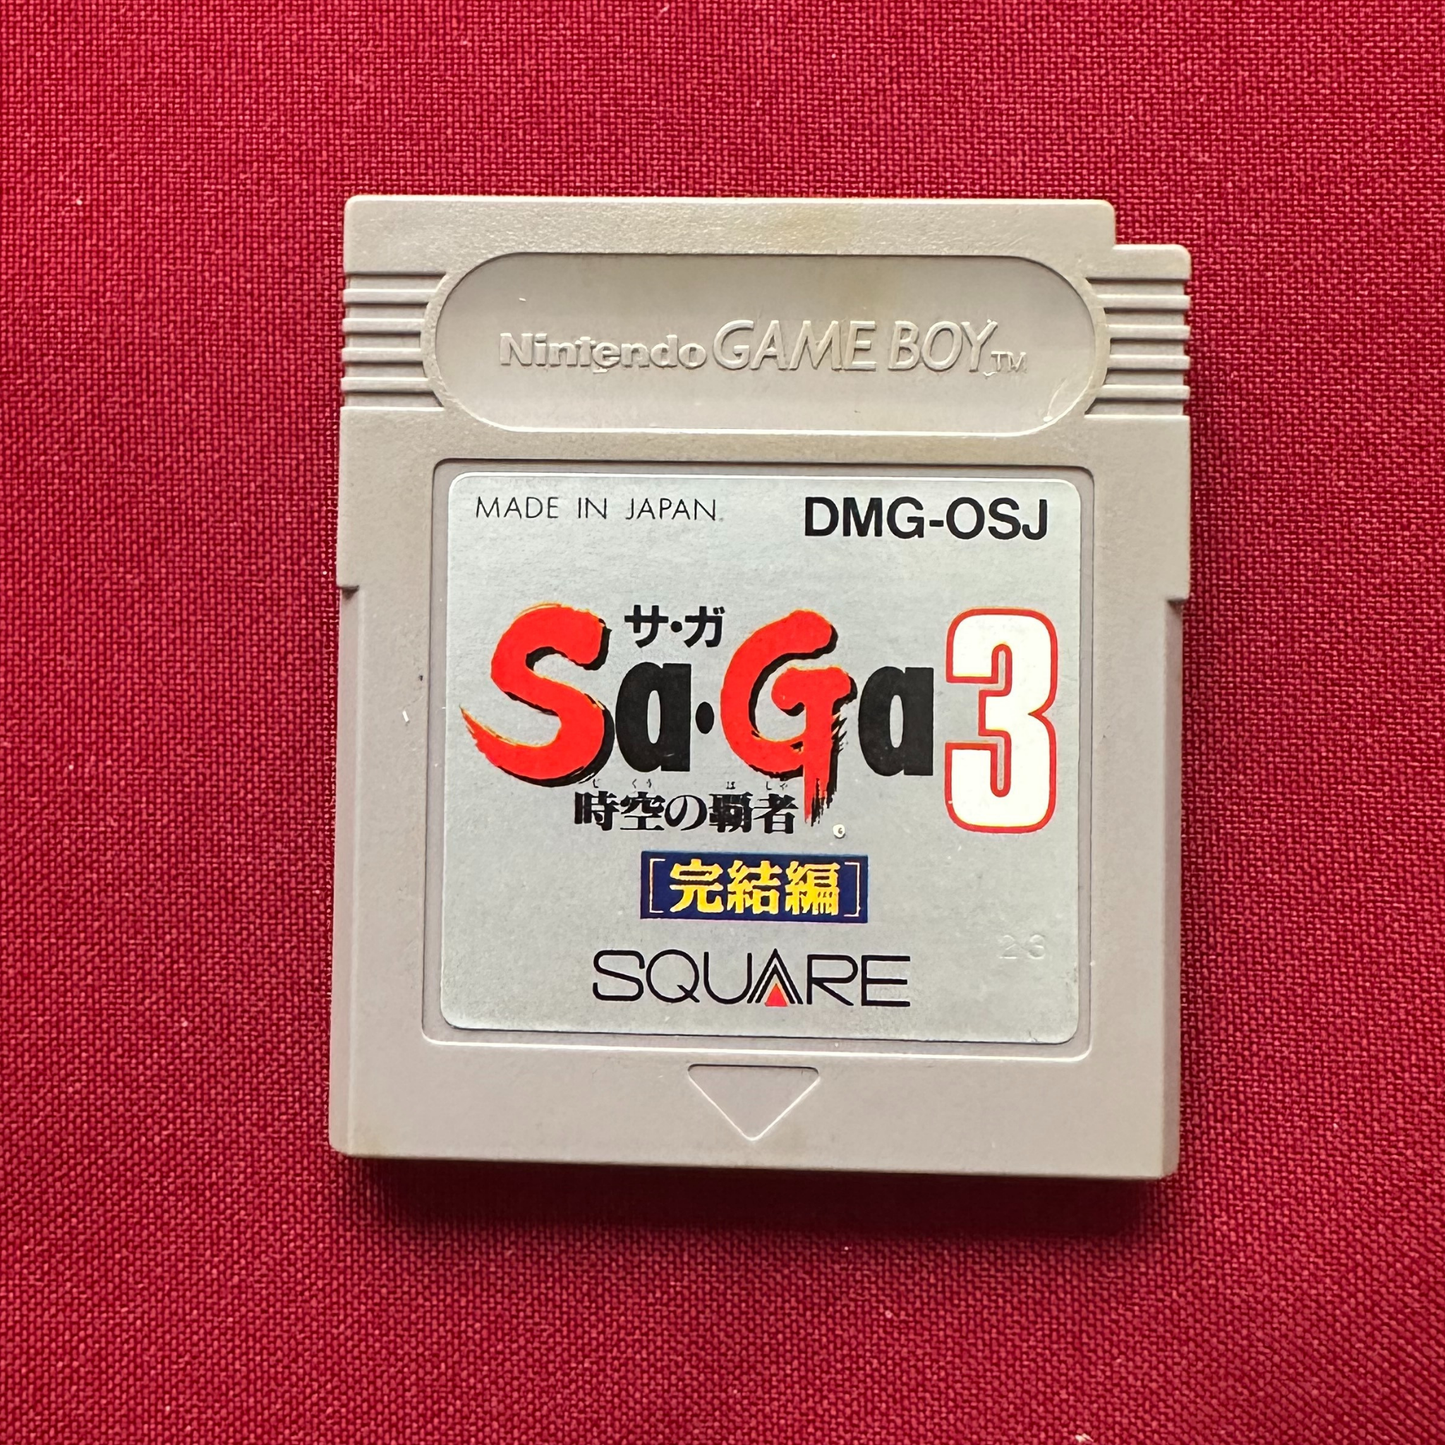 Nintendo GAME BOY TM
MADE IN JAPAN
DMG-OSJ
サ・ガ
Sa・Ga3
じくう はしゃ
時空の覇者
[完結編]
SQUARE
23